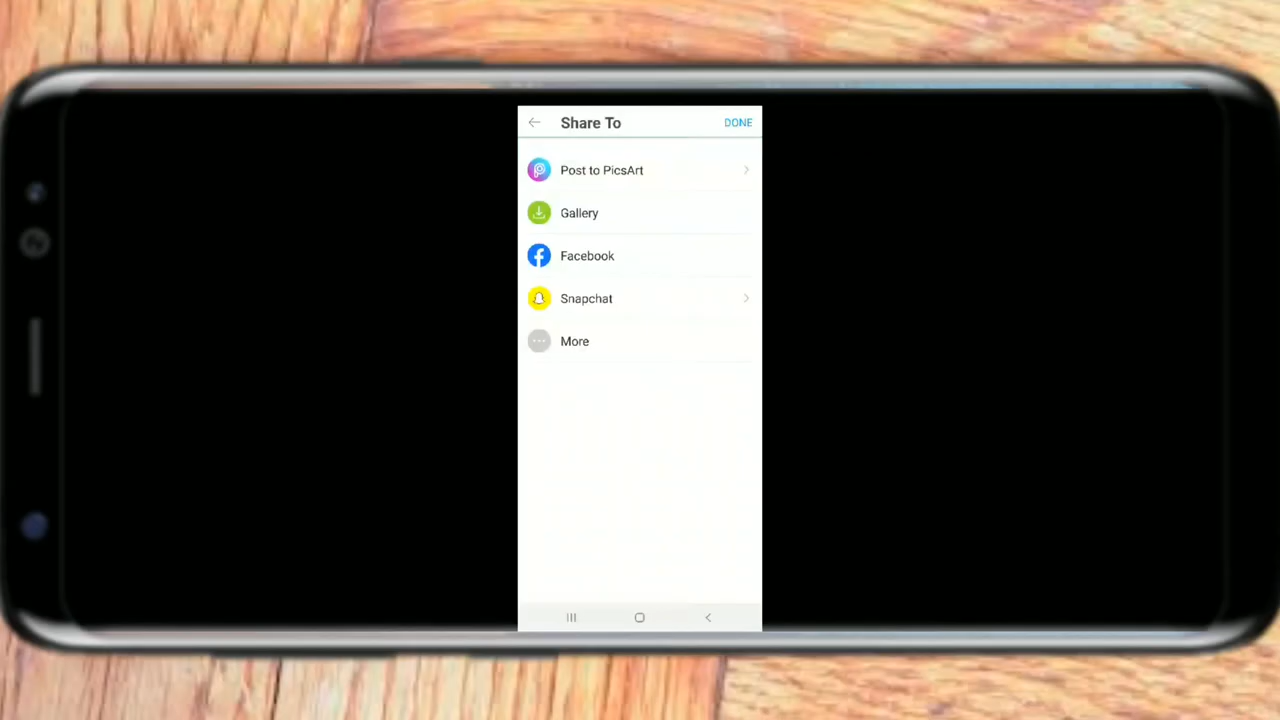 Share To
DONE
Post to PicsArt
Gallery
Facebook
Snapchat
More